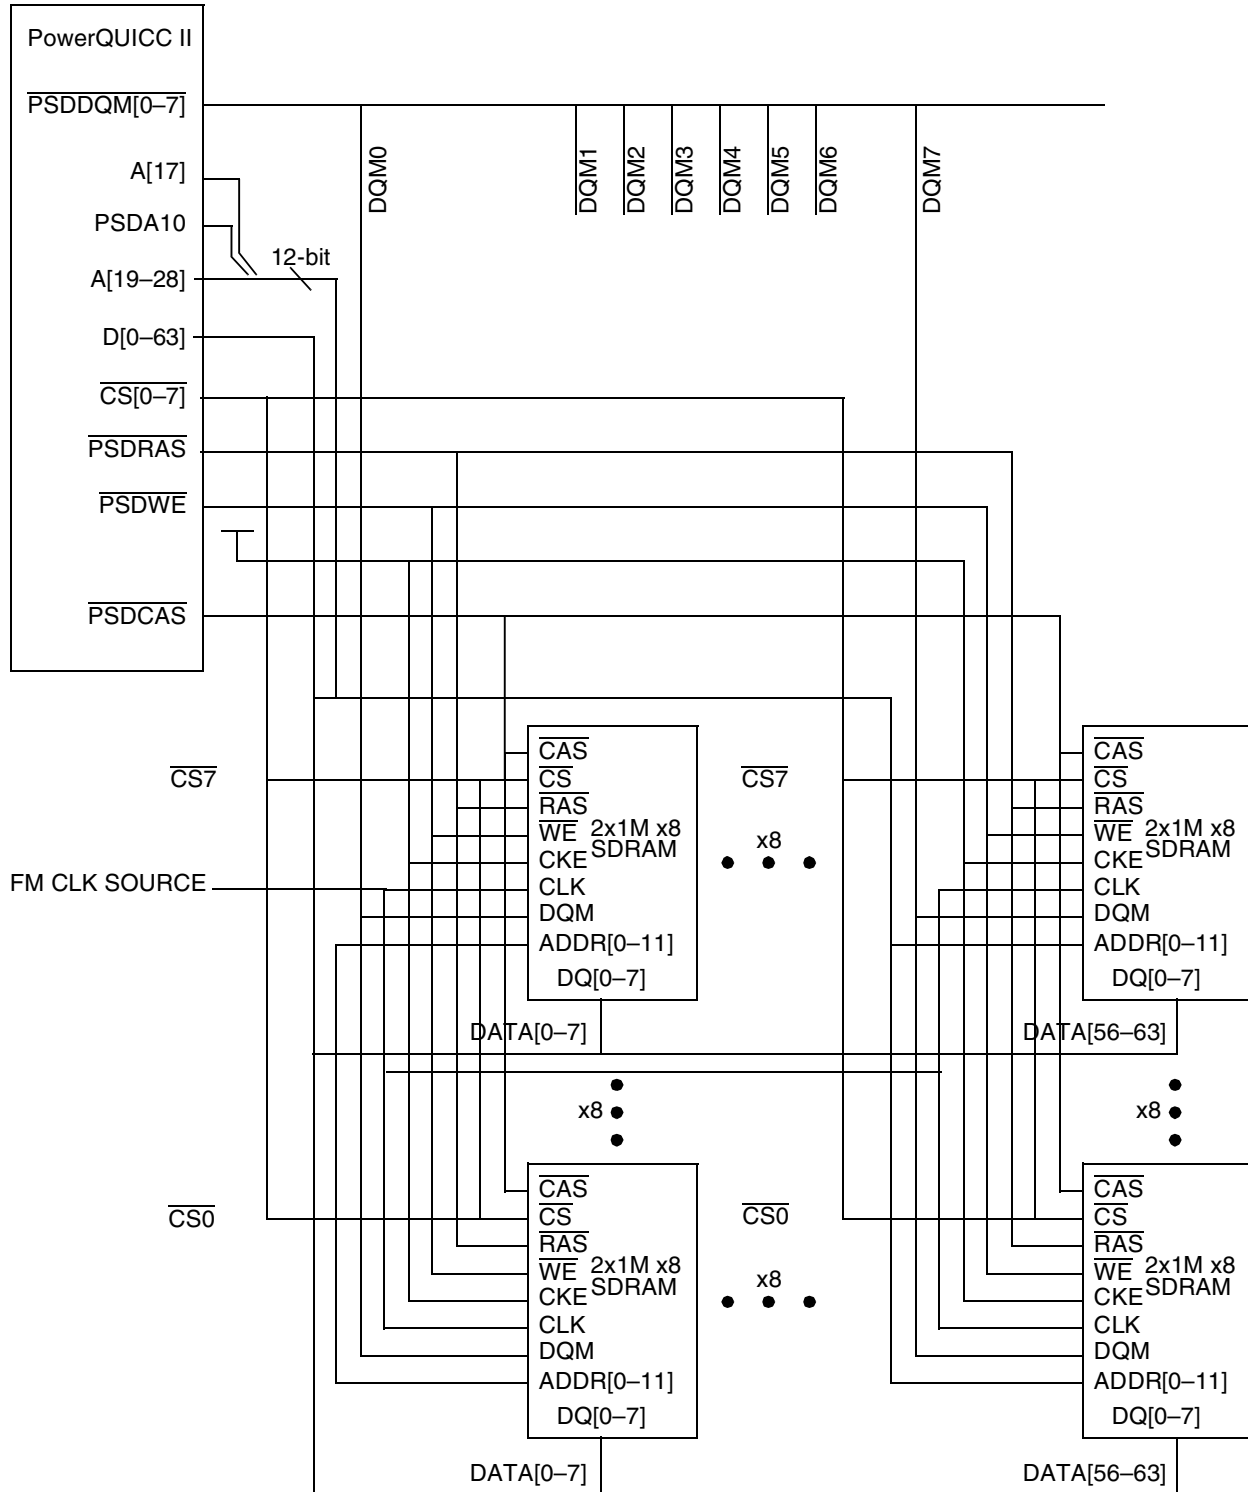 PowerQUICC II
PSDDQM[0–7]
A[17]
PSDA10
12-bit
A[19–28]
D[0–63]
CS[0–7]
PSDRAS
PSDWE
PSDCAS
DQM0
DQM1
DQM2
DQM3
DQM4
DQM5
DQM6
DQM7
CS7
CAS
CS
RAS
WE 2x1M x8
SDRAM
CKE
CLK
DQM
ADDR[0–11]
DQ[0–7]
DATA[0–7]
CS7
x8
CAS
CS
RAS
WE 2x1M x8
SDRAM
CKE
CLK
DQM
ADDR[0–11]
DQ[0–7]
DATA[56–63]
FM CLK SOURCE
x8
x8
CS0
CAS
CS
RAS
WE 2x1M x8
SDRAM
CKE
CLK
DQM
ADDR[0–11]
DQ[0–7]
DATA[0–7]
CS0
x8
CAS
CS
RAS
WE 2x1M x8
SDRAM
CKE
CLK
DQM
ADDR[0–11]
DQ[0–7]
DATA[56–63]